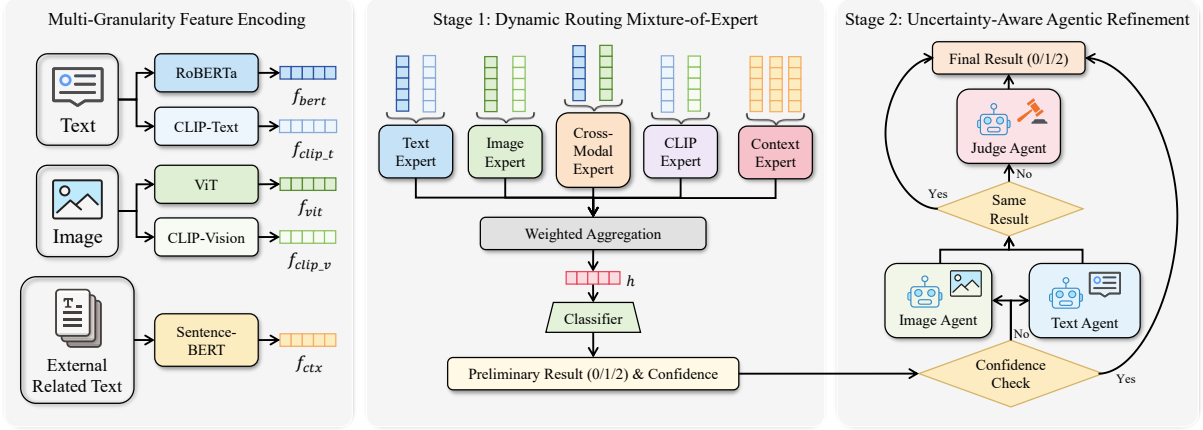 Multi-Granularity Feature Encoding
Text
RoBERTa
f_bert
CLIP-Text
f_clip_t
Image
ViT
f_vit
CLIP-Vision
f_clip_v
T
External
Related Text
Sentence-
BERT
f_ctx
Stage 1: Dynamic Routing Mixture-of-Expert
Text
Expert
Image
Expert
Cross-
Modal
Expert
CLIP
Expert
Context
Expert
Weighted Aggregation
h
Classifier
Preliminary Result (0/1/2) & Confidence
Stage 2: Uncertainty-Aware Agentic Refinement
Final Result (0/1/2)
Judge Agent
Yes
No
Same
Result
Image Agent
Text Agent
No
Confidence
Check
Yes